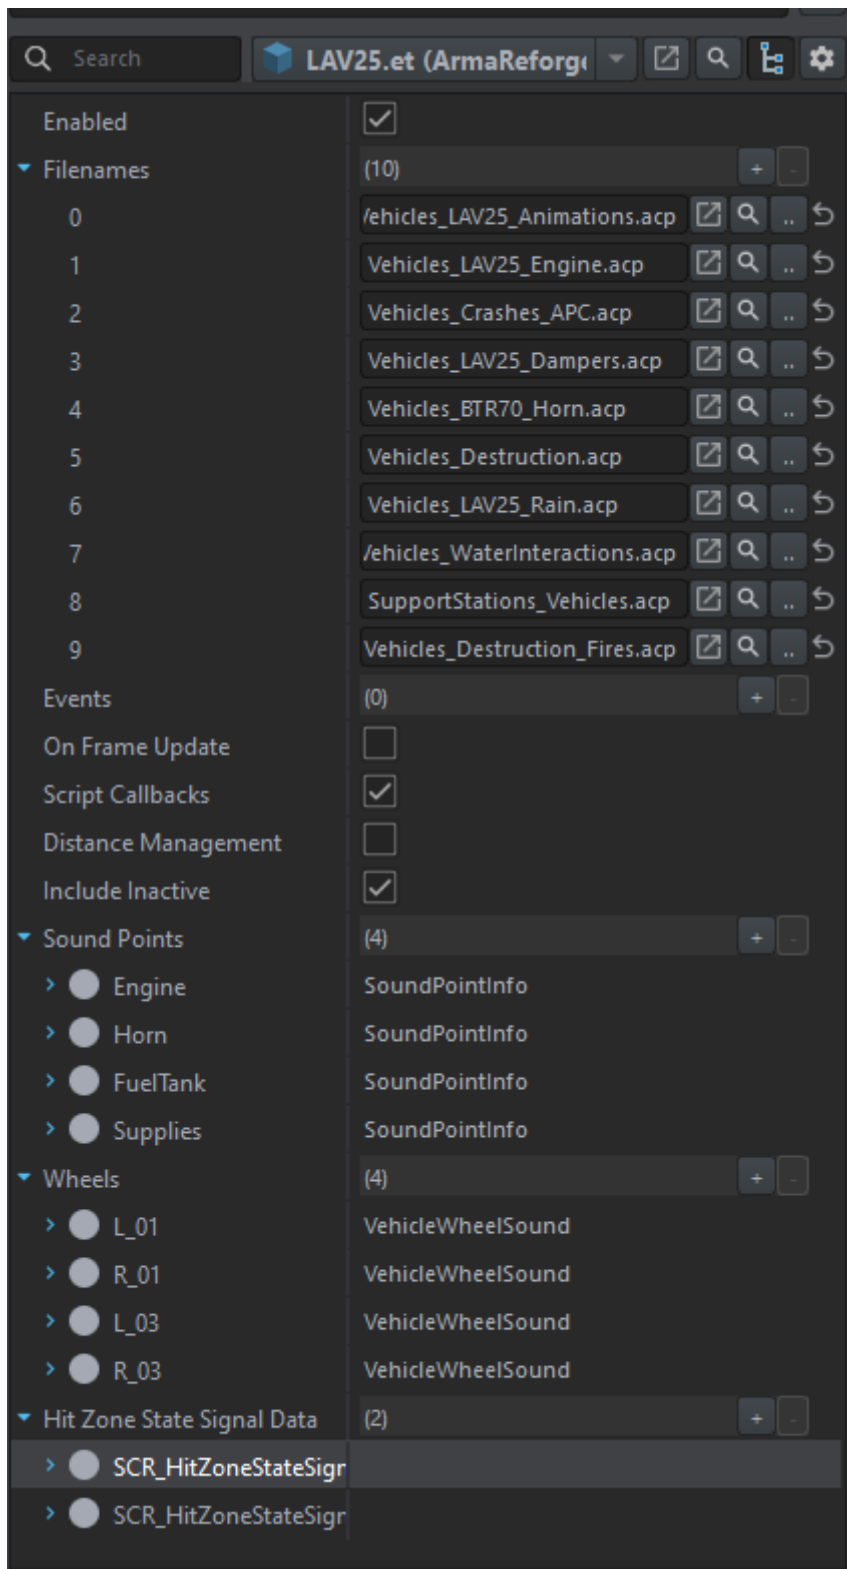 Search LAV25.et (ArmaReforge
Enabled
Filenames (10) + -
0 Vehicles_LAV25_Animations.acp ..
1 Vehicles_LAV25_Engine.acp ..
2 Vehicles_Crashes_APC.acp ..
3 Vehicles_LAV25_Dampers.acp ..
4 Vehicles_BTR70_Horn.acp ..
5 Vehicles_Destruction.acp ..
6 Vehicles_LAV25_Rain.acp ..
7 Vehicles_WaterInteractions.acp ..
8 SupportStations_Vehicles.acp ..
9 Vehicles_Destruction_Fires.acp ..
Events (0) + -
On Frame Update
Script Callbacks
Distance Management
Include Inactive
Sound Points (4) + -
Engine SoundPointInfo
Horn SoundPointInfo
FuelTank SoundPointInfo
Supplies SoundPointInfo
Wheels (4) + -
L_01 VehicleWheelSound
R_01 VehicleWheelSound
L_03 VehicleWheelSound
R_03 VehicleWheelSound
Hit Zone State Signal Data (2) + -
SCR_HitZoneStateSign
SCR_HitZoneStateSign